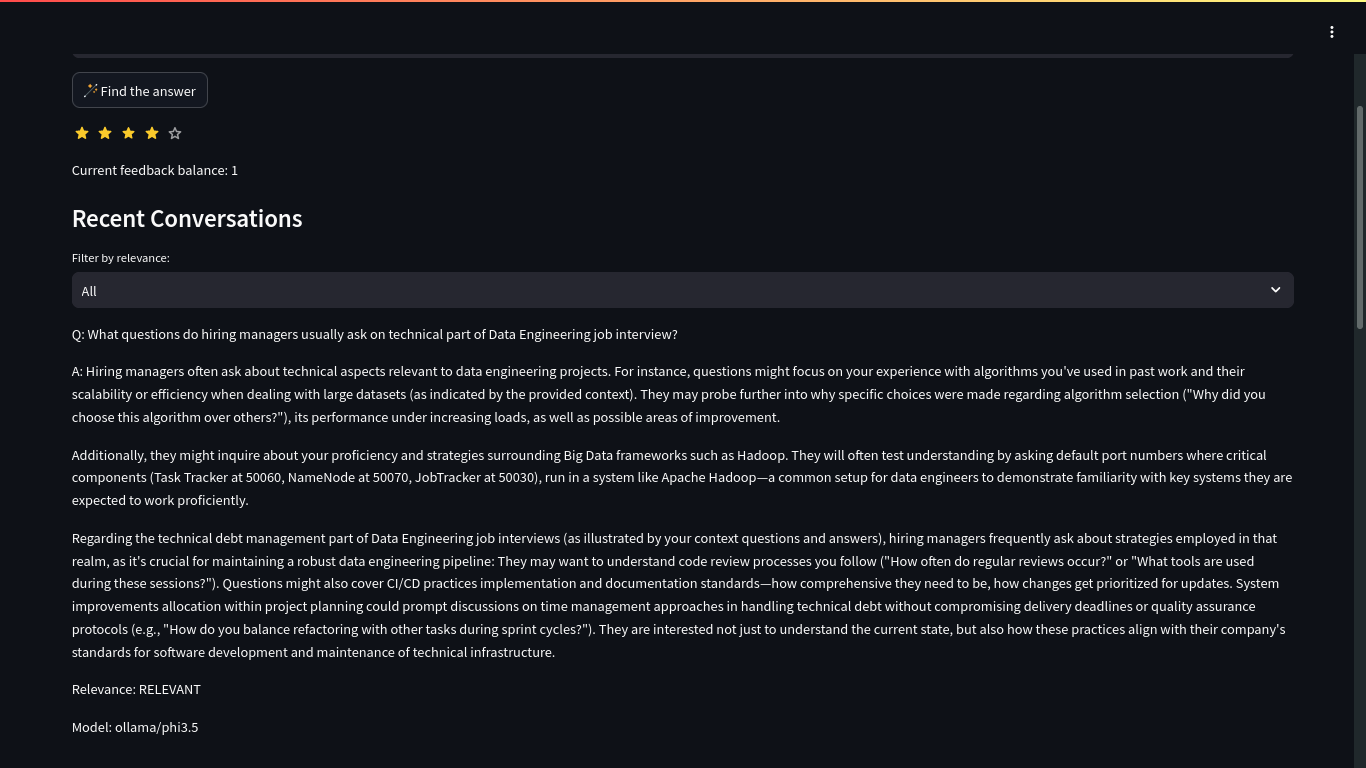 Find the answer
Current feedback balance: 1
Recent Conversations
Filter by relevance:
All
Q: What questions do hiring managers usually ask on technical part of Data Engineering job interview?
A: Hiring managers often ask about technical aspects relevant to data engineering projects. For instance, questions might focus on your experience with algorithms you've used in past work and their
scalability or efficiency when dealing with large datasets (as indicated by the provided context). They may probe further into why specific choices were made regarding algorithm selection ("Why did you
choose this algorithm over others?"), its performance under increasing loads, as well as possible areas of improvement.
Additionally, they might inquire about your proficiency and strategies surrounding Big Data frameworks such as Hadoop. They will often test understanding by asking default port numbers where critical
components (Task Tracker at 50060, NameNode at 50070, JobTracker at 50030), run in a system like Apache Hadoop—a common setup for data engineers to demonstrate familiarity with key systems they are
expected to work proficiently.
Regarding the technical debt management part of Data Engineering job interviews (as illustrated by your context questions and answers), hiring managers frequently ask about strategies employed in that
realm, as it's crucial for maintaining a robust data engineering pipeline: They may want to understand code review processes you follow ("How often do regular reviews occur?" or "What tools are used
during these sessions?"). Questions might also cover CI/CD practices implementation and documentation standards—how comprehensive they need to be, how changes get prioritized for updates. System
improvements allocation within project planning could prompt discussions on time management approaches in handling technical debt without compromising delivery deadlines or quality assurance
protocols (e.g., "How do you balance refactoring with other tasks during sprint cycles?"). They are interested not just to understand the current state, but also how these practices align with their company's
standards for software development and maintenance of technical infrastructure.
Relevance: RELEVANT
Model: ollama/phi3.5